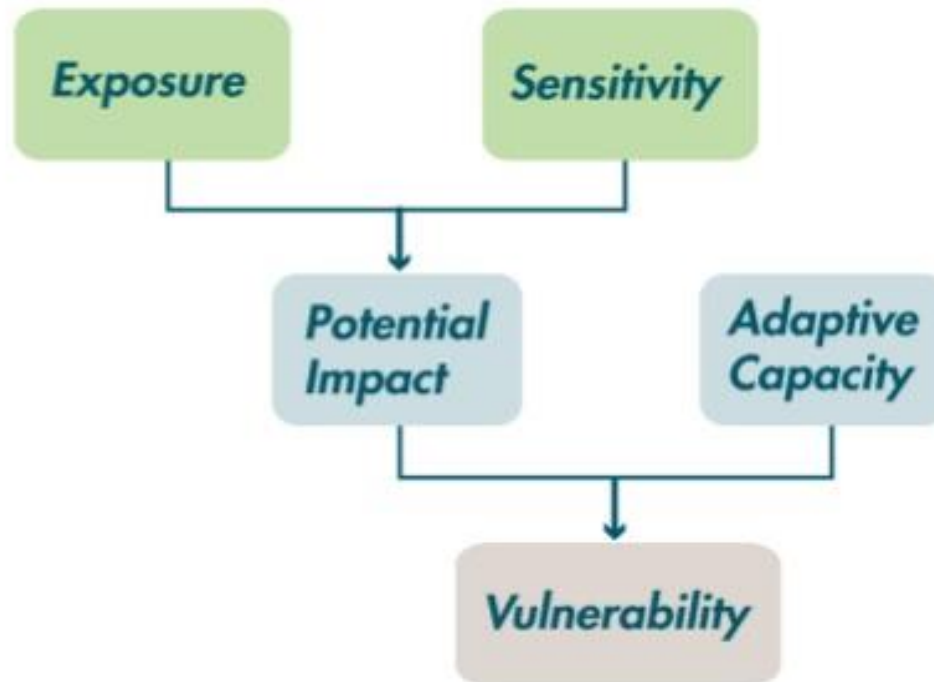 Exposure
Sensitivity
Potential
Impact
Adaptive
Capacity
Vulnerability